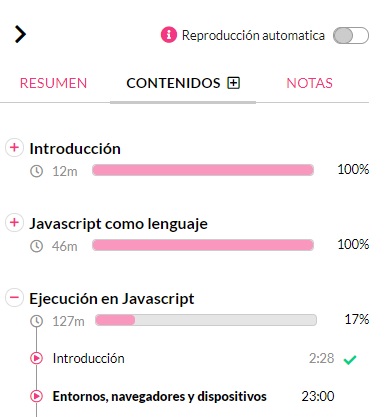 Reproducción automatica
RESUMEN CONTENIDOS NOTAS
Introducción
12m 100%
Javascript como lenguaje
46m 100%
Ejecución en Javascript
127m 17%
Introducción 2:28
Entornos, navegadores y dispositivos 23:00